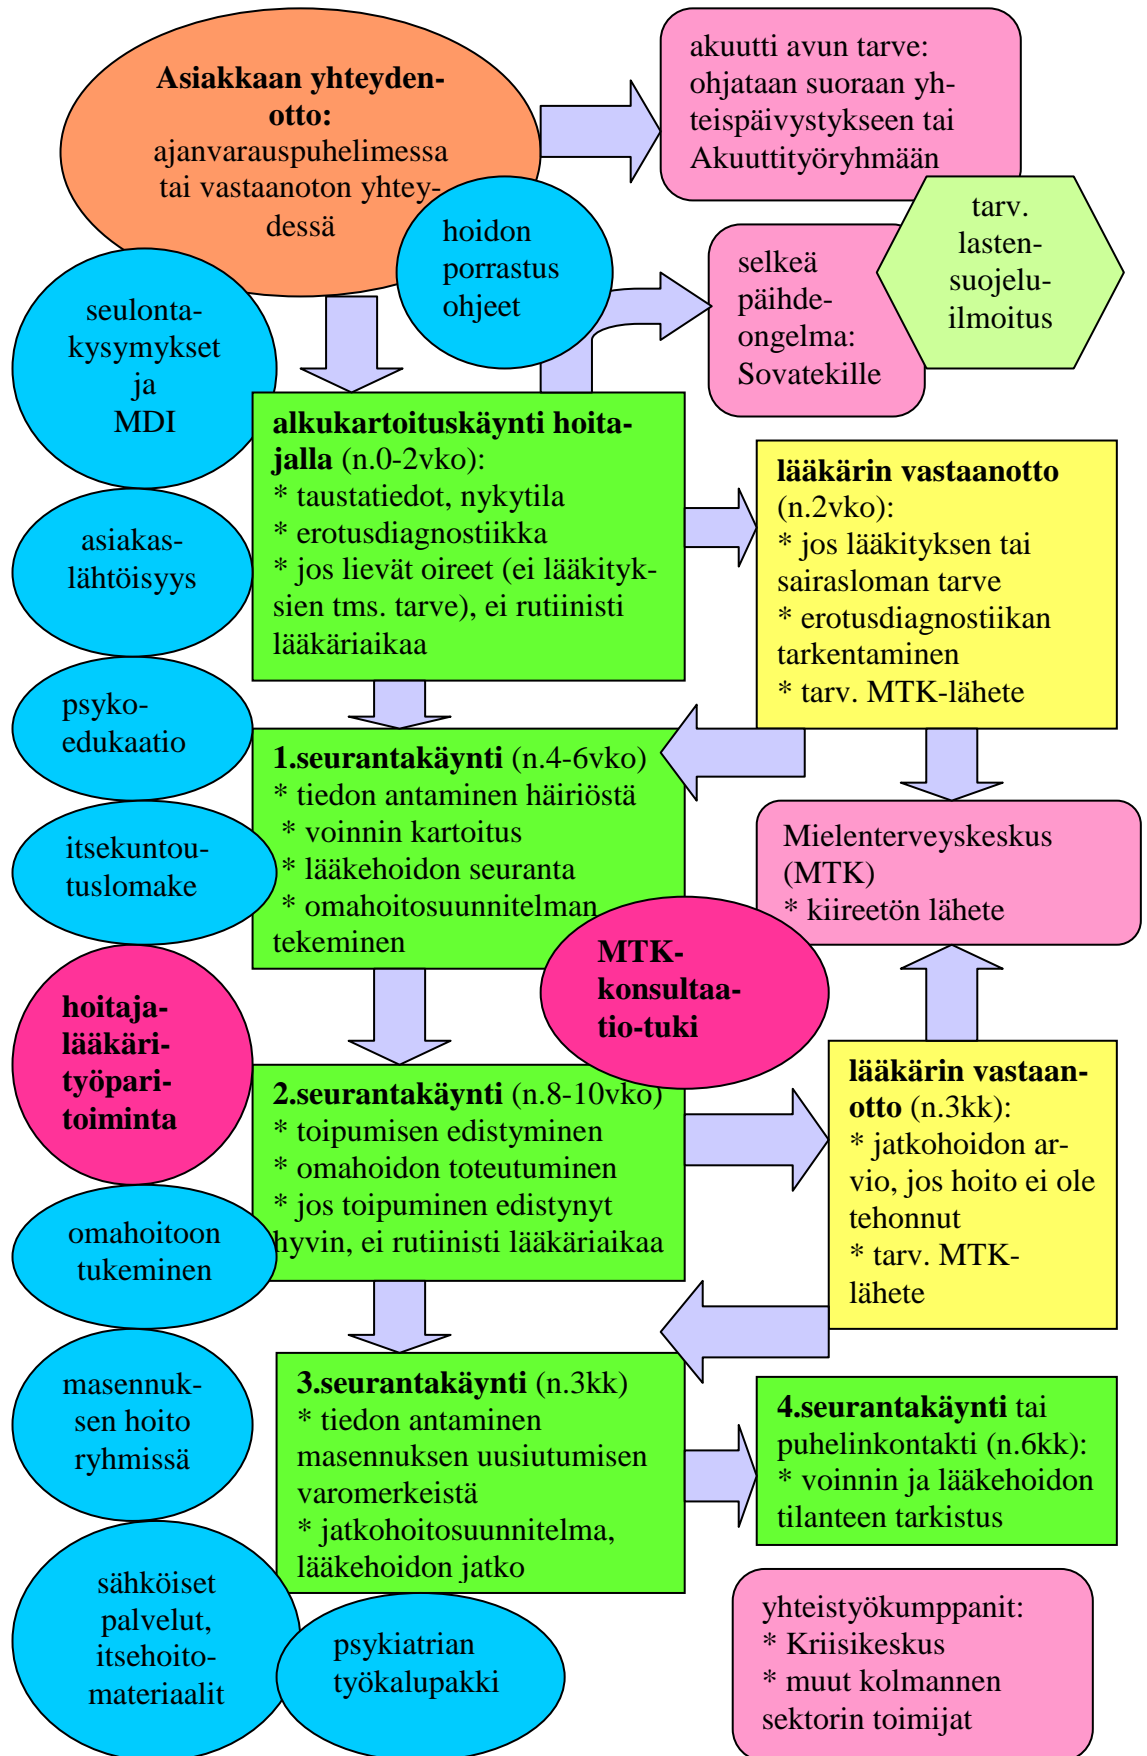 Asiakkaan yhteyden-
otto:
ajanvarauspuhelimessa
tai vastaanoton yhtey-
dessä
akuutti avun tarve:
ohjataan suoraan yh-
teispäivystykseen tai
Akuuttityöryhmään
tarv.
lasten-
suojelu-
ilmoitus
hoidon
porrastus
ohjeet
selkeä
päihde-
ongelma:
Sovatekille
seulonta-
kysymykset
ja
MDI
alkukartoituskäynti hoita-
jalla (n.0-2vko):
* taustatiedot, nykytila
* erotusdiagnostiikka
* jos lievät oireet (ei lääkityk-
sien tms. tarve), ei rutiinisti
lääkäriaikaa
lääkärin vastaanotto
(n.2vko):
* jos lääkityksen tai
sairasloman tarve
* erotusdiagnostiikan
tarkentaminen
* tarv. MTK-lähete
asiakas-
lähtöisyys
psyko-
edukaatio
1.seurantakäynti (n.4-6vko)
* tiedon antaminen häiriöstä
* voinnin kartoitus
* lääkehoidon seuranta
* omahoitosuunnitelman
tekeminen
Mielenterveyskeskus
(MTK)
* kiireetön lähete
itsekuntou-
tuslomake
MTK-
konsultaa-
tio-tuki
hoitaja-
lääkäri-
työpari-
toiminta
2.seurantakäynti (n.8-10vko)
* toipumisen edistyminen
* omahoidon toteutuminen
* jos toipuminen edistynyt
hyvin, ei rutiinisti lääkäriaikaa
lääkärin vastaan-
otto (n.3kk):
* jatkohoidon ar-
vio, jos hoito ei ole
tehonnut
* tarv. MTK-
lähete
omahoitoon
tukeminen
masennuk-
sen hoito
ryhmissä
3.seurantakäynti (n.3kk)
* tiedon antaminen
masennuksen uusiutumisen
varomerkeistä
* jatkohoitosuunnitelma,
lääkehoidon jatko
4.seurantakäynti tai
puhelinkontakti (n.6kk):
* voinnin ja lääkehoidon
tilanteen tarkistus
sähköiset
palvelut,
itsehoito-
materiaalit
psykiatrian
työkalupakki
yhteistyökumppanit:
* Kriisikeskus
* muut kolmannen
sektorin toimijat